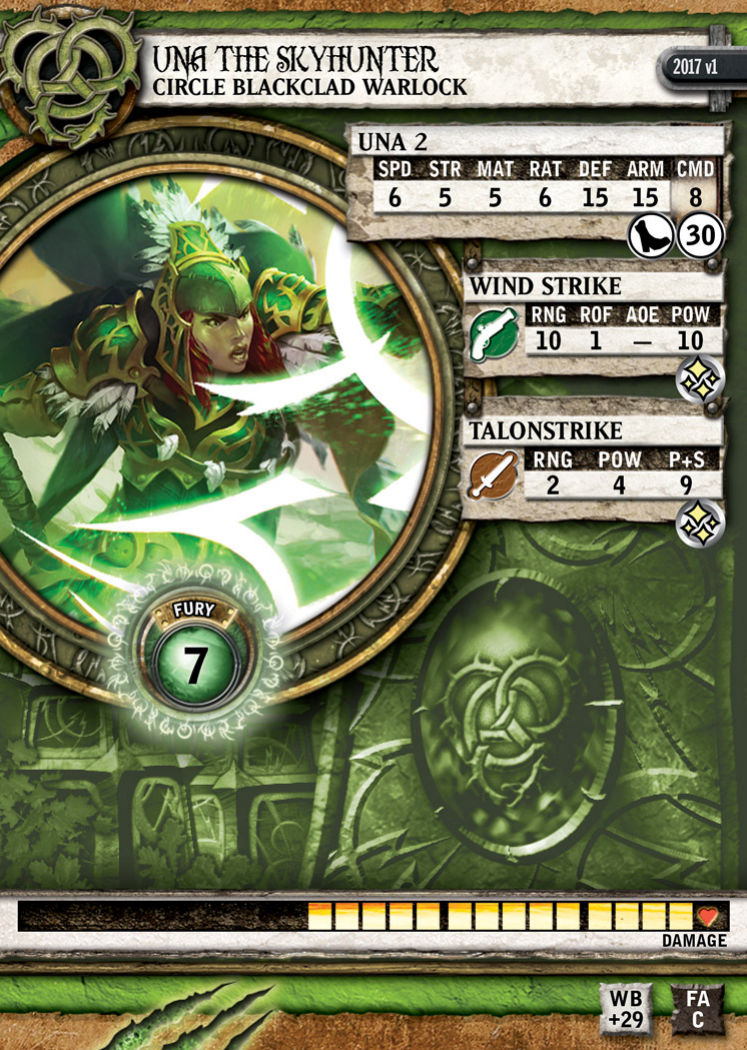 UNA THE SKYHUNTER
CIRCLE BLACKCLAD WARLOCK
2017 v1
UNA 2
SPD STR MAT RAT DEF ARM CMD
6 5 5 6 15 15 8
30
WIND STRIKE
RNG ROF AOE POW
10 1 — 10
TALONSTRIKE
RNG POW P+S
2 4 9
FURY
7
DAMAGE
WB
+29
FA
C